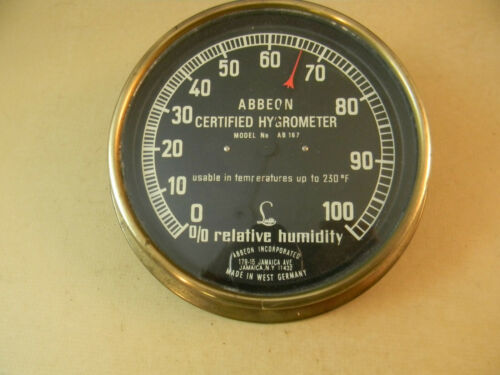 0
10
20
30
40
50
60
70
80
90
100
ABBEON
CERTIFIED HYGROMETER
MODEL No AB 167
usable in temreratures up to 230 °F
o/o relative humidity
ABBEON INCORPORATED
179-15 JAMAICA AVE
JAMAICA, N.Y. 11432
MADE IN WEST GERMANY